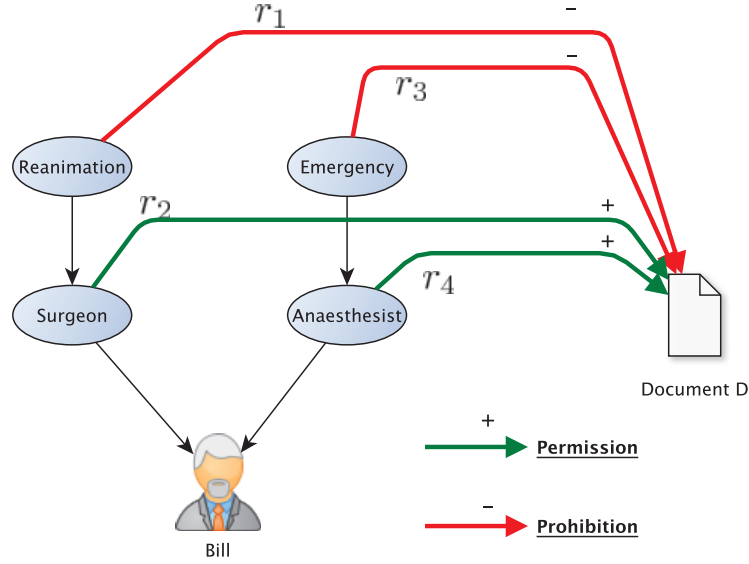 r1
−
r3
−
Reanimation
Emergency
r2
+
+
r4
Surgeon
Anaesthesist
Document D
+
Permission
−
Prohibition
Bill